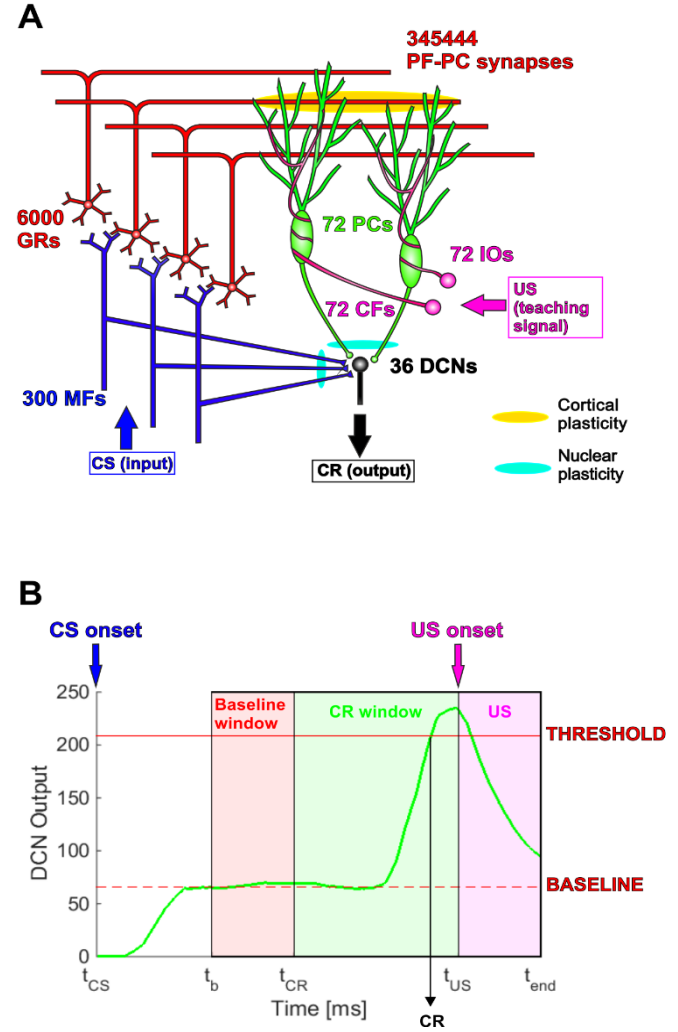 A
345444
PF-PC synapses
6000
GRs
72 PCs
72 IOs
72 CFs
US
(teaching
signal)
36 DCNs
300 MFs
CS (input)
CR (output)
Cortical
plasticity
Nuclear
plasticity
B
CS onset
US onset
250
200
150
100
50
0
DCN Output
Baseline
window
CR window
US
THRESHOLD
BASELINE
tCS
tb
tCR
tUS
tend
Time [ms]
CR